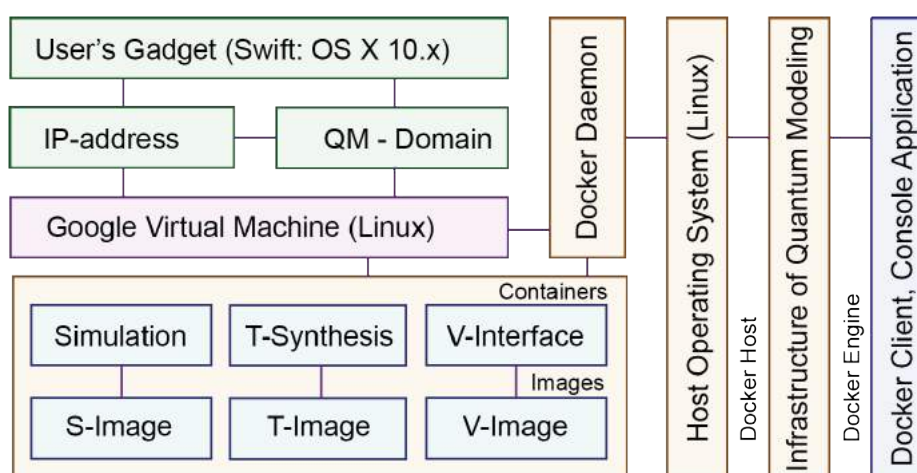 User's Gadget (Swift: OS X 10.x)
IP-address
QM - Domain
Google Virtual Machine (Linux)
Containers
Simulation
T-Synthesis
V-Interface
Images
S-Image
T-Image
V-Image
Docker Daemon
Host Operating System (Linux)
Docker Host
Infrastructure of Quantum Modeling
Docker Engine
Docker Client, Console Application